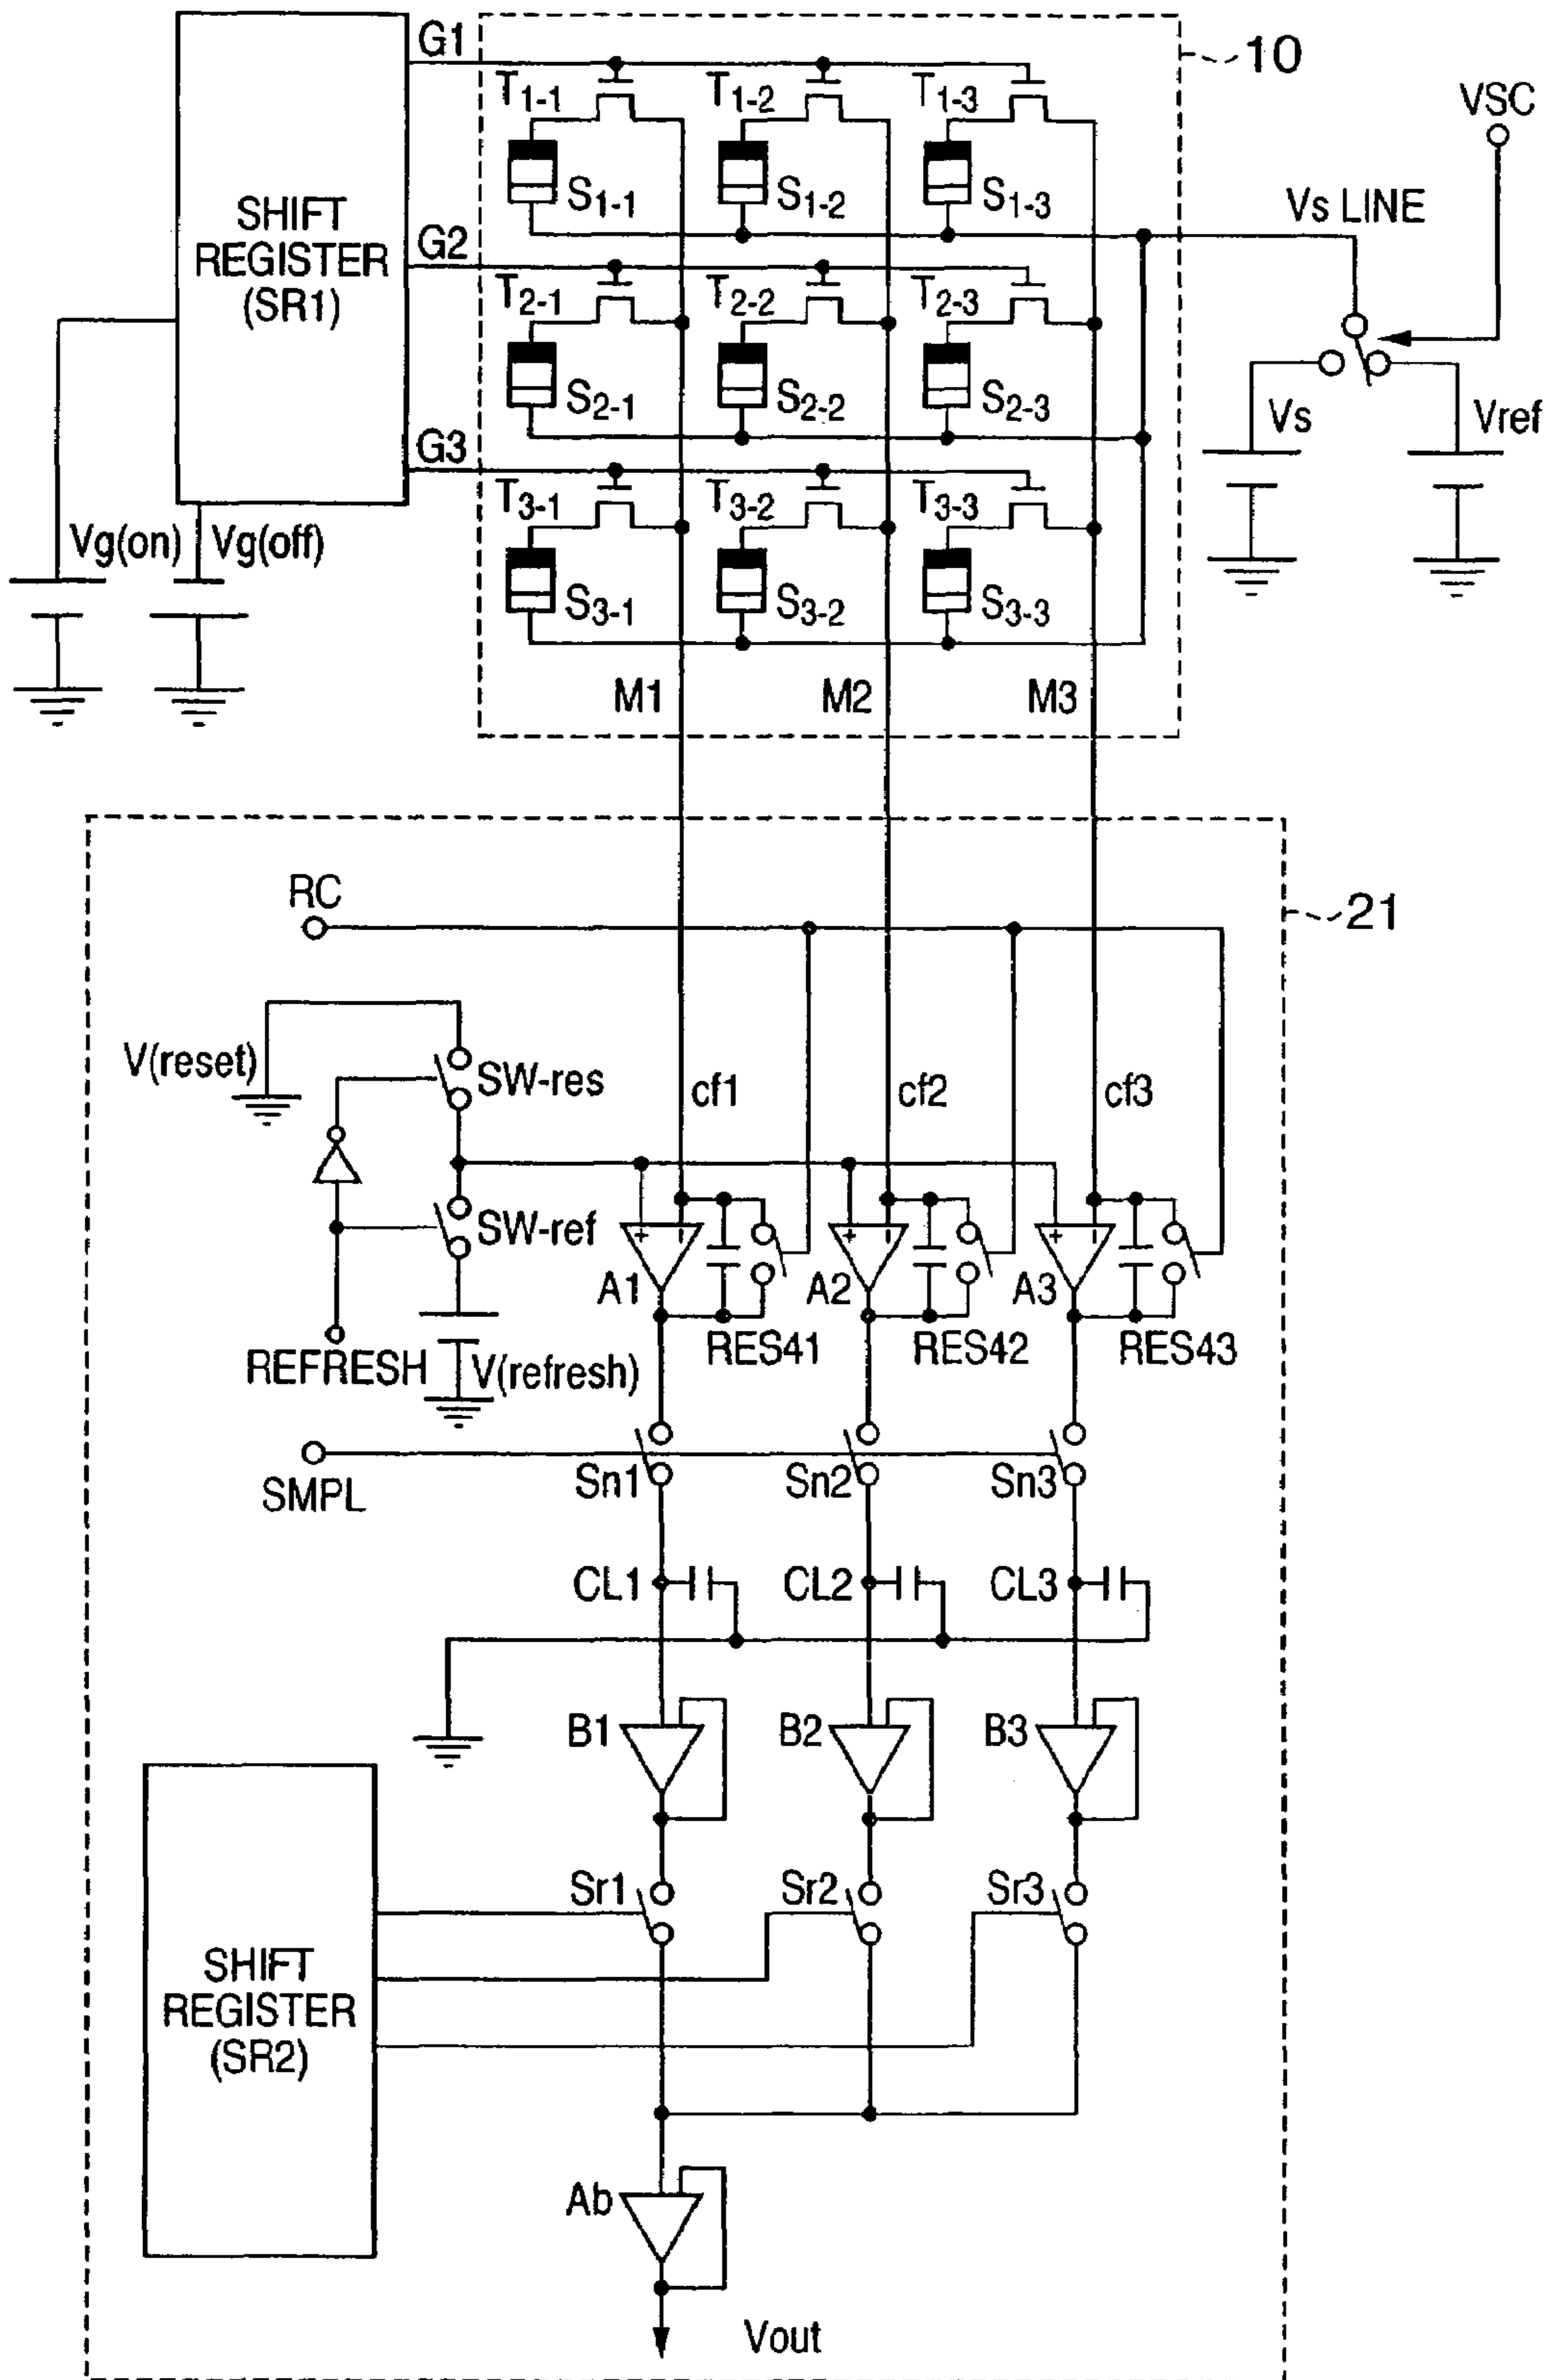 G1
10
T1-1
T1-2
T1-3
VSC
S1-1
S1-2
S1-3
Vs LINE
SHIFT
REGISTER
(SR1)
G2
T2-1
T2-2
T2-3
S2-1
S2-2
S2-3
Vs
Vref
G3
T3-1
T3-2
T3-3
Vg(on)
Vg(off)
S3-1
S3-2
S3-3
M1
M2
M3
RC
21
V(reset)
SW-res
cf1
cf2
cf3
SW-ref
+ -
+ -
+ -
A1
A2
A3
RES41
RES42
RES43
REFRESH
V(refresh)
SMPL
Sn1
Sn2
Sn3
CL1
CL2
CL3
B1
B2
B3
Sr1
Sr2
Sr3
SHIFT
REGISTER
(SR2)
Ab
Vout